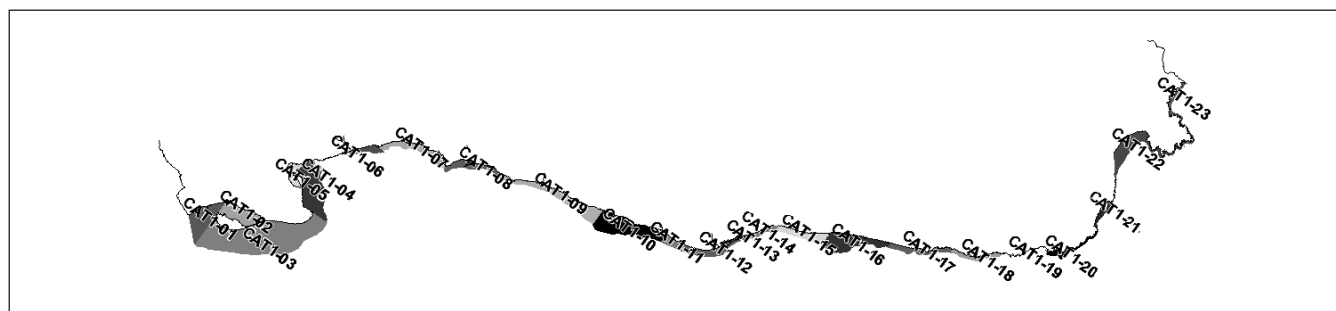 CAT1-01
CAT1-02
CAT1-03
CAT1-04
CAT1-05
CAT1-06
CAT1-07
CAT1-08
CAT1-09
CAT1-10
CAT1-11
CAT1-12
CAT1-13
CAT1-14
CAT1-15
CAT1-16
CAT1-17
CAT1-18
CAT1-19
CAT1-20
CAT1-21
CAT1-22
CAT1-23